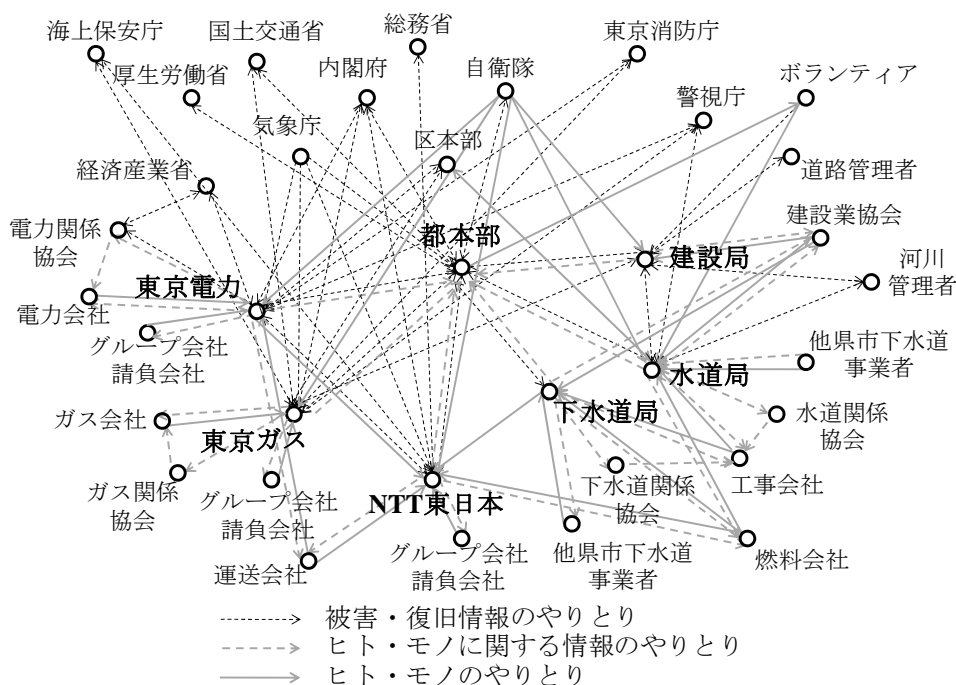 海上保安庁
国土交通省
総務省
東京消防庁
厚生労働省
内閣府
自衛隊
ボランティア
警視庁
気象庁
区本部
経済産業省
道路管理者
電力関係
協会
都本部
建設局
建設業協会
河川
管理者
東京電力
電力会社
グループ会社
請負会社
水道局
他県市下水道
事業者
ガス会社
東京ガス
下水道局
水道関係
協会
ガス関係
協会
グループ会社
請負会社
NTT東日本
下水道関係
協会
工事会社
運送会社
グループ会社
請負会社
他県市下水道
事業者
燃料会社
被害・復旧情報のやりとり
ヒト・モノに関する情報のやりとり
ヒト・モノのやりとり